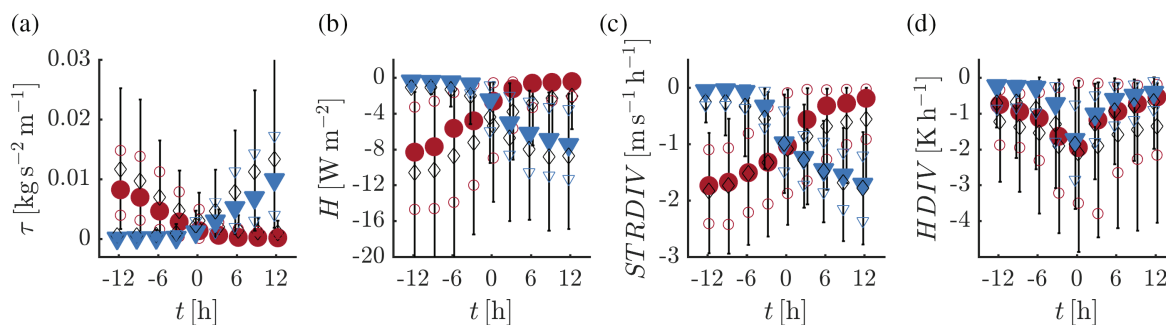 (a)
τ [kg s⁻² m⁻¹]
0.03
0.02
0.01
0
-12 -6 0 6 12
t [h]
(b)
H [W m⁻²]
0
-4
-8
-12
-16
-20
-12 -6 0 6 12
t [h]
(c)
STRDIV [m s⁻¹ h⁻¹]
0
-1
-2
-3
-12 -6 0 6 12
t [h]
(d)
HDIV [K h⁻¹]
0
-1
-2
-3
-4
-12 -6 0 6 12
t [h]